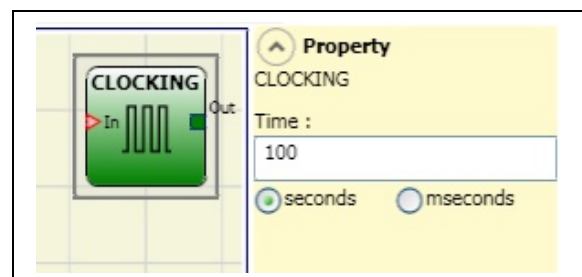 CLOCKING
In
Out
Property
CLOCKING
Time :
100
seconds mseconds